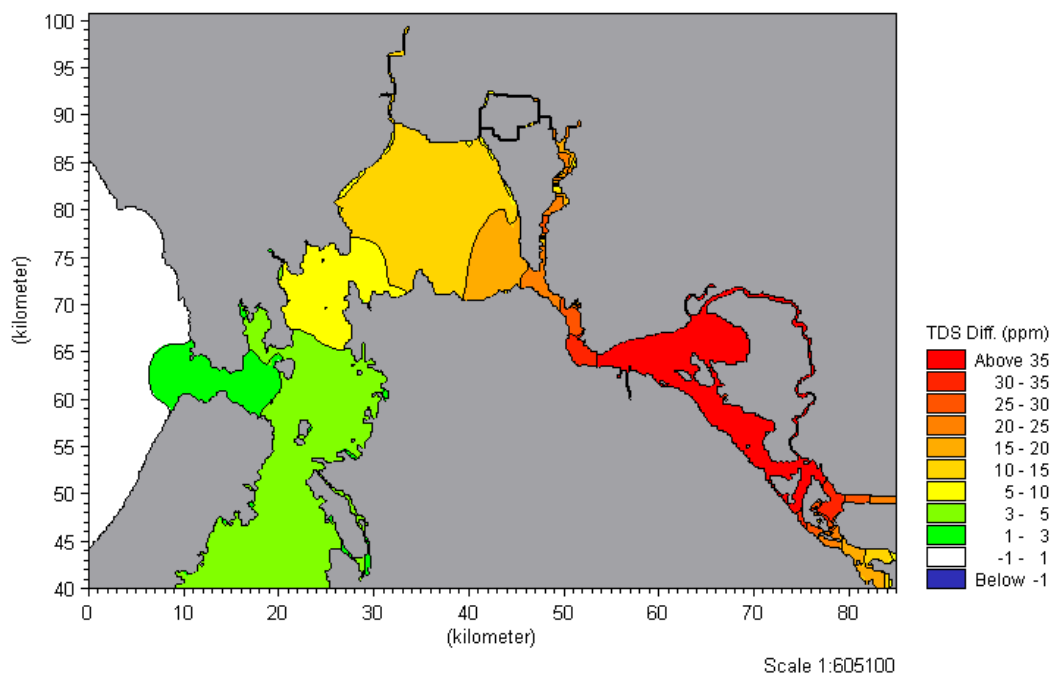 100
95
90
85
80
75
70
65
60
55
50
45
40
(kilometer)
0 10 20 30 40 50 60 70 80
(kilometer)
TDS Diff. (ppm)
Above 35
30 - 35
25 - 30
20 - 25
15 - 20
10 - 15
5 - 10
3 - 5
1 - 3
-1 - 1
Below -1
Scale 1:605100